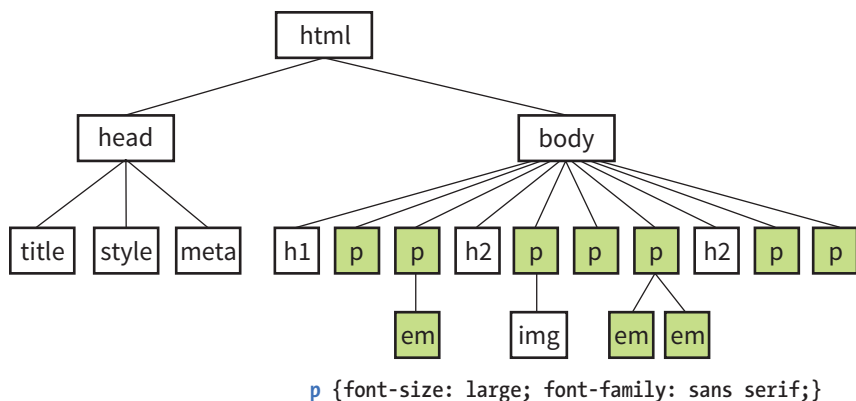 html
head body
title style meta h1 p p h2 p p p h2 p p
em img em em
p {font-size: large; font-family: sans serif;}